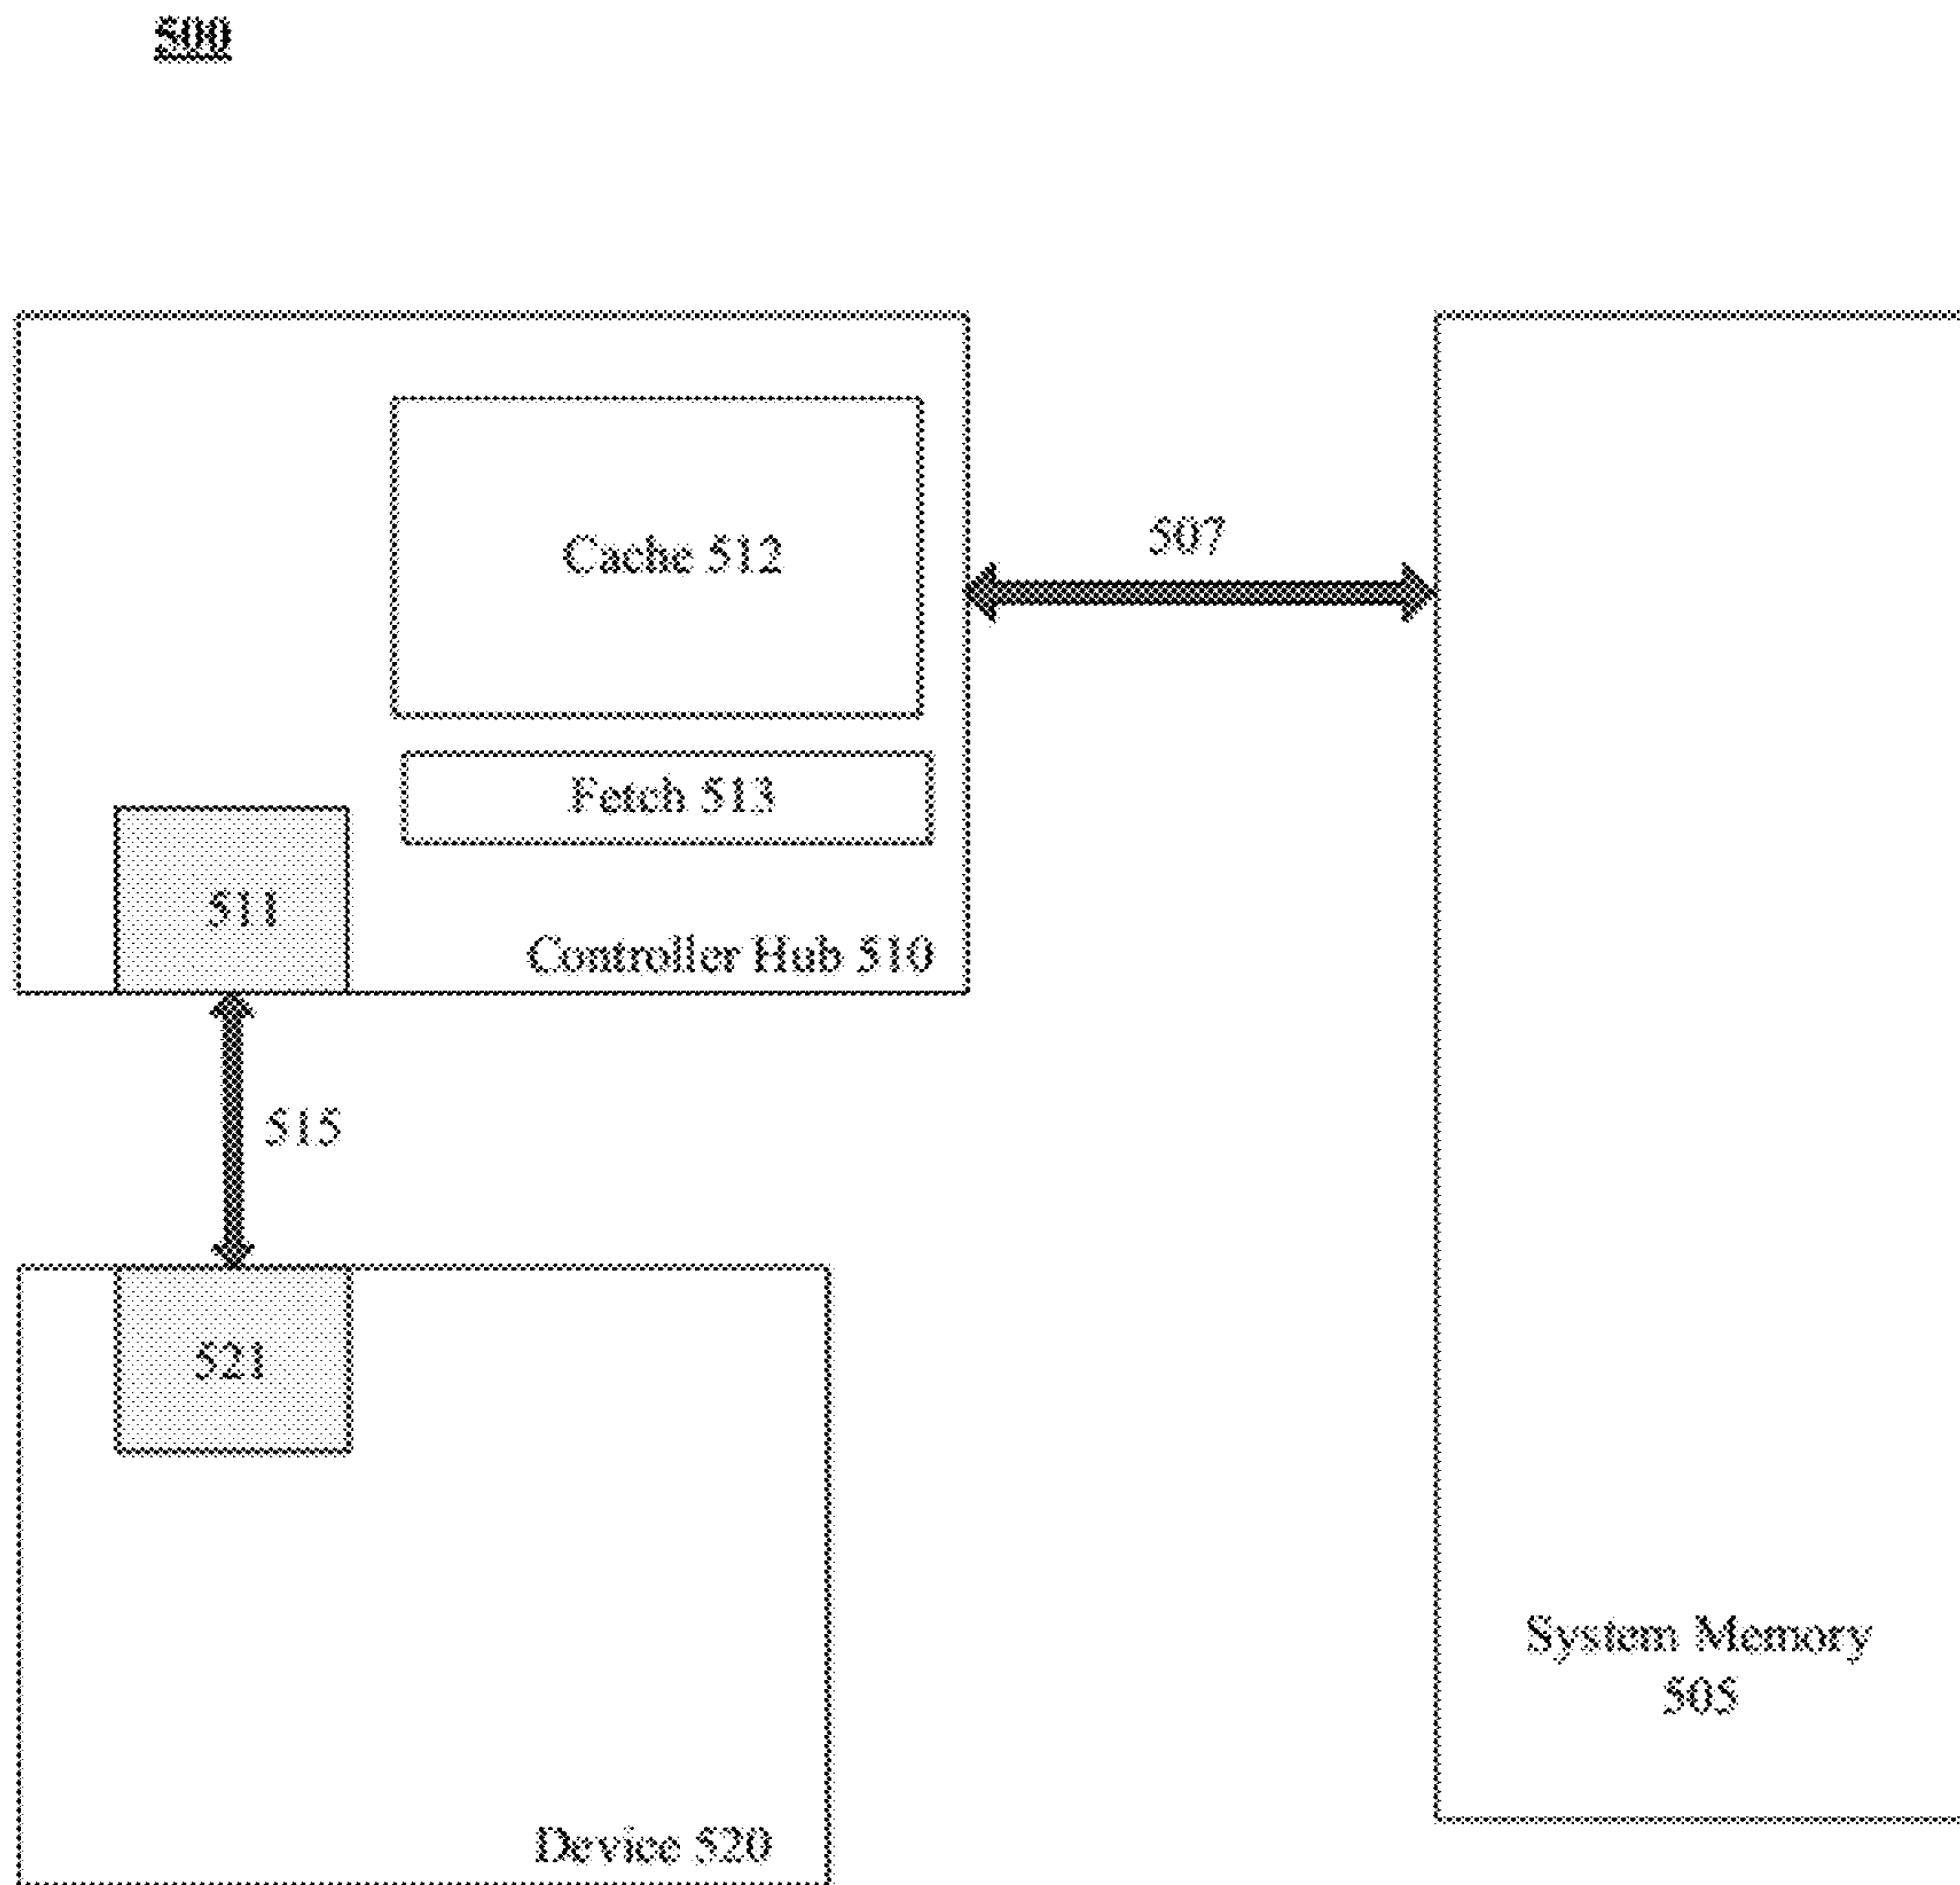 500
Cache 512
507
Fetch 513
511
Controller Hub 510
515
521
System Memory
505
Device 520